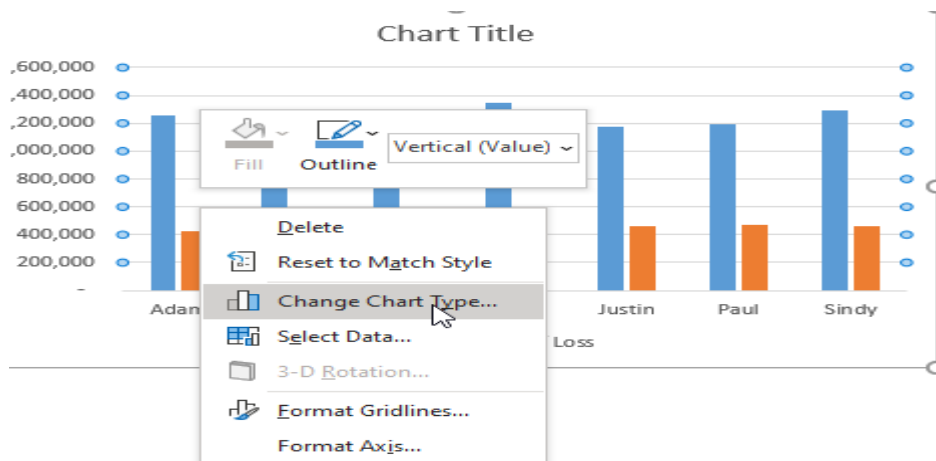 Chart Title
,600,000
,400,000
,200,000
,000,000
800,000
600,000
400,000
200,000
-
Fill
Outline
Vertical (Value)
Delete
Reset to Match Style
Change Chart Type...
Select Data...
3-D Rotation...
Format Gridlines...
Format Axis...
Adam
Justin
Paul
Sindy
Loss